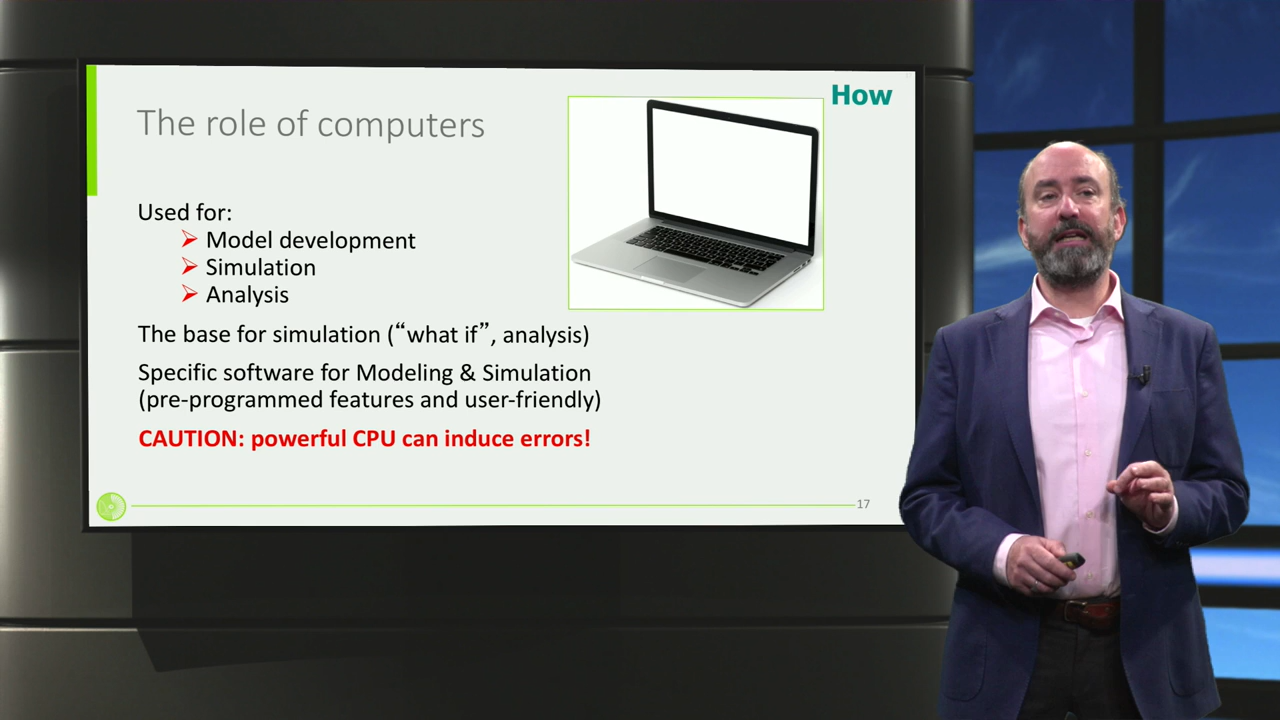 How
The role of computers
Used for:
Model development
Simulation
Analysis
The base for simulation (“what if”, analysis)
Specific software for Modeling & Simulation
(pre-programmed features and user-friendly)
CAUTION: powerful CPU can induce errors!
17